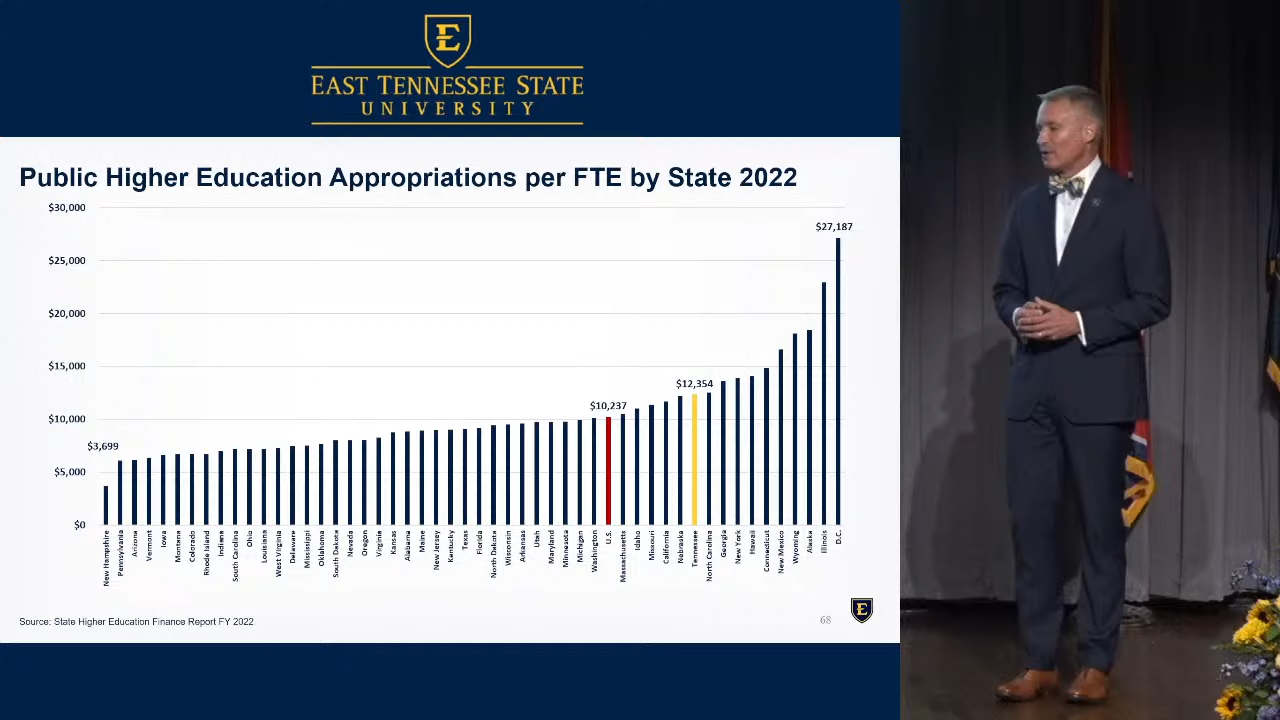 E
EAST TENNESSEE STATE
UNIVERSITY
Public Higher Education Appropriations per FTE by State 2022
$30,000
$25,000
$20,000
$15,000
$10,000
$5,000
$0
$3,699
$10,237
$12,354
$27,187
New Hampshire
Pennsylvania
Arizona
Vermont
Iowa
Montana
Colorado
Rhode Island
Indiana
South Carolina
Ohio
Louisiana
West Virginia
Delaware
Mississippi
Oklahoma
South Dakota
Nevada
Oregon
Virginia
Kansas
Alabama
Maine
New Jersey
Kentucky
Texas
Florida
North Dakota
Wisconsin
Arkansas
Utah
Maryland
Minnesota
Michigan
Washington
U.S.
Massachusetts
Idaho
Missouri
California
Nebraska
Tennessee
North Carolina
Georgia
New York
Hawaii
Connecticut
New Mexico
Wyoming
Alaska
Illinois
D.C.
Source: State Higher Education Finance Report FY 2022
68
E